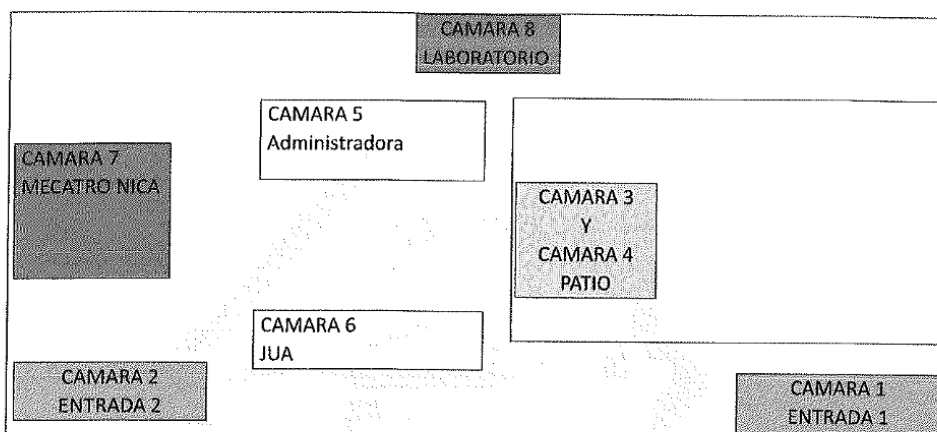 CAMARA 8
LABORATORIO
CAMARA 5
Administradora
CAMARA 7
MECATRO NICA
CAMARA 3
Y
CAMARA 4
PATIO
CAMARA 6
JUA
CAMARA 2
ENTRADA 2
CAMARA 1
ENTRADA 1